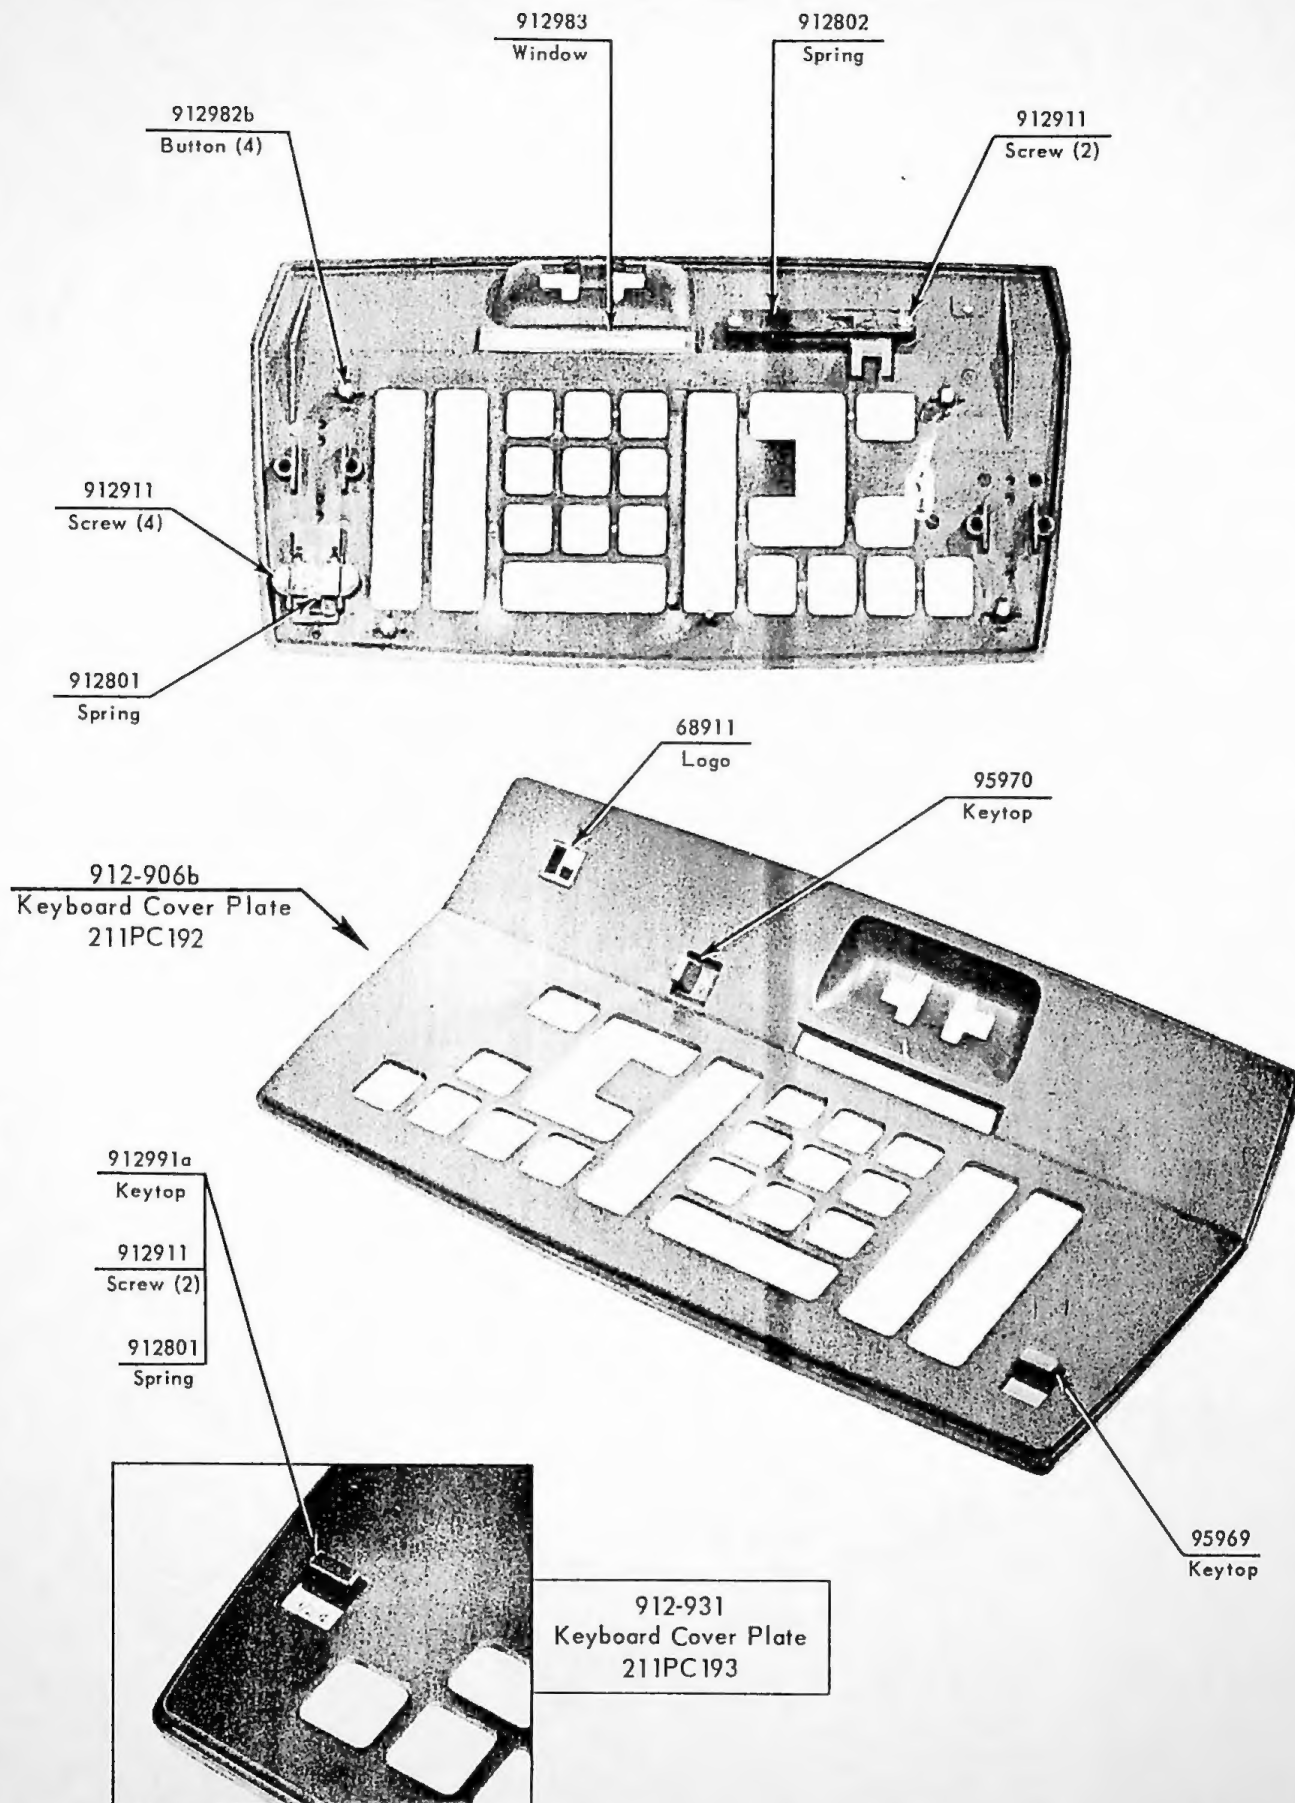 912983
Window
912802
Spring
912982b
Button (4)
912911
Screw (2)
912911
Screw (4)
912801
Spring
68911
Logo
95970
Keytop
912-906b
Keyboard Cover Plate
211PC192
912991a
Keytop
912911
Screw (2)
912801
Spring
95969
Keytop
912-931
Keyboard Cover Plate
211PC193